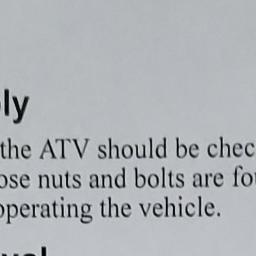 ly
the ATV should be chec
ose nuts and bolts are fo
operating the vehicle.